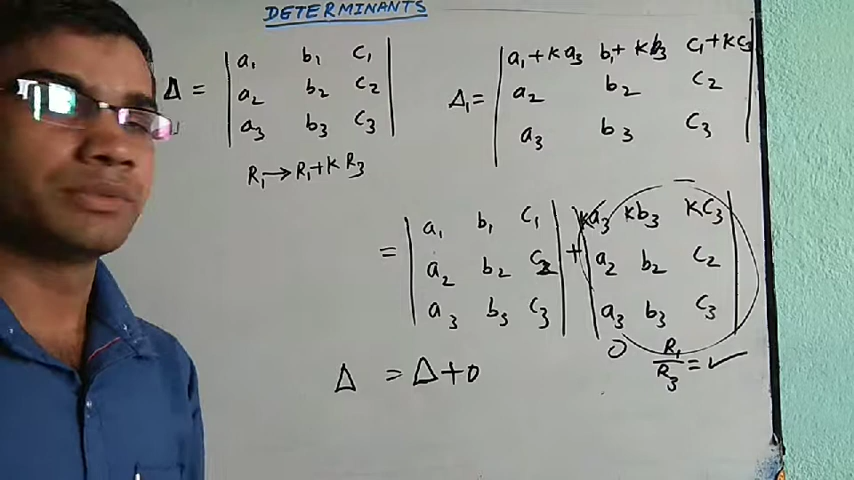 DETERMINANTS
Δ = | a₁ b₁ c₁ |
| a₂ b₂ c₂ |
| a₃ b₃ c₃ |
R₁ → R₁ + K R₃
Δ₁ = | a₁ + K a₃ b₁ + K b₃ c₁ + K c₃ |
| a₂ b₂ c₂ |
| a₃ b₃ c₃ |
= | a₁ b₁ c₁ | + | K a₃ K b₃ K c₃ |
| a₂ b₂ c₂ | | a₂ b₂ c₂ |
| a₃ b₃ c₃ | | a₃ b₃ c₃ |
0 R₁/R₃ = ✓
Δ = Δ + 0